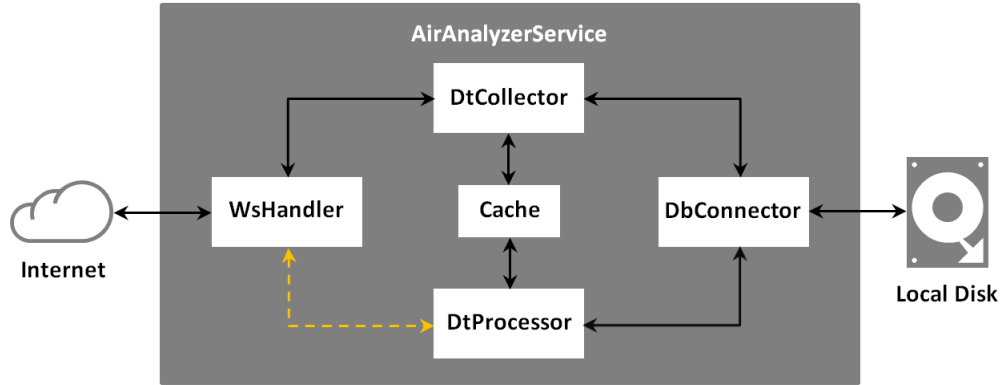 AirAnalyzerService
DtCollector
WsHandler
Cache
DbConnector
Internet
Local Disk
DtProcessor